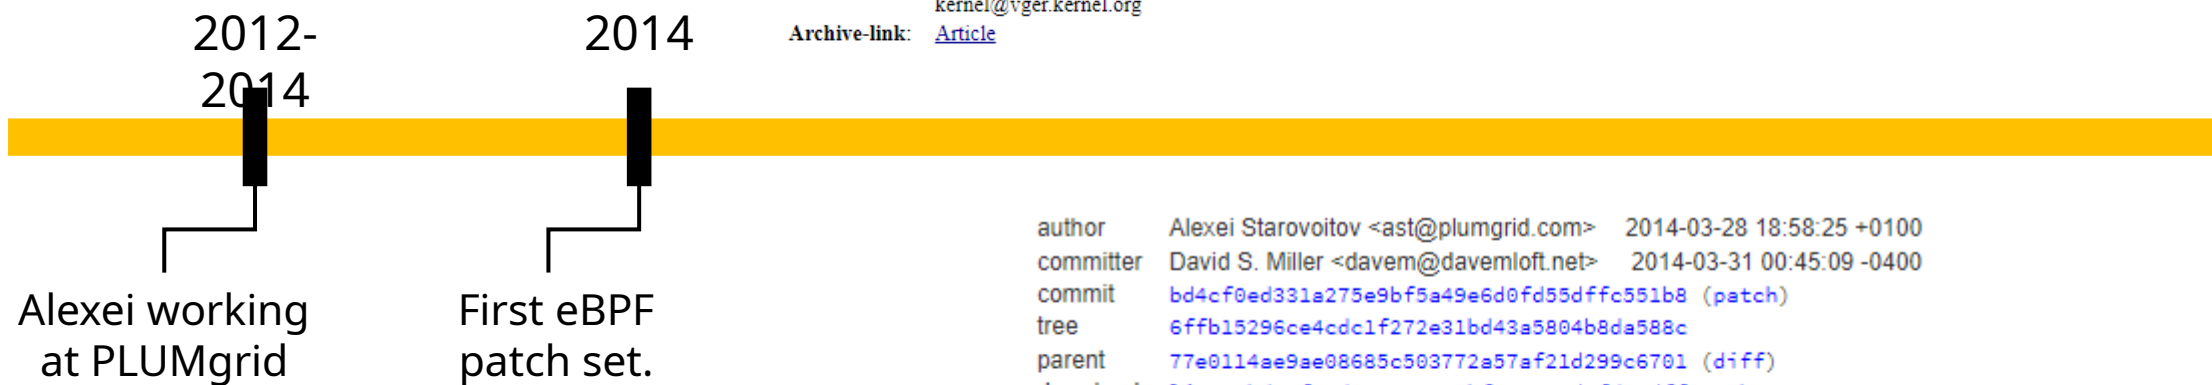 kernel@vger.kernel.org
2012-
2014
2014
Archive-link: Article
Alexei working
at PLUMgrid
First eBPF
patch set.
author Alexei Starovoitov <ast@plumgrid.com> 2014-03-28 18:58:25 +0100
committer David S. Miller <davem@davemloft.net> 2014-03-31 00:45:09 -0400
commit bd4cf0ed331a275e9bf5a49e6d0fd55dffc551b8 (patch)
tree 6ffb15296ce4cdc1f272e31bd43a5804b8da588c
parent 77e0114ae9ae08685c503772a57af21d299c6701 (diff)